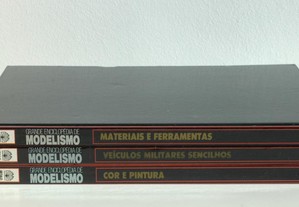 GRANDE ENCICLOPÉDIA DE
MODELISMO
MATERIAIS E FERRAMENTAS
GRANDE ENCICLOPÉDIA DE
MODELISMO
VEÍCULOS MILITARES SENCILHOS
GRANDE ENCICLOPÉDIA DE
MODELISMO
COR E PINTURA